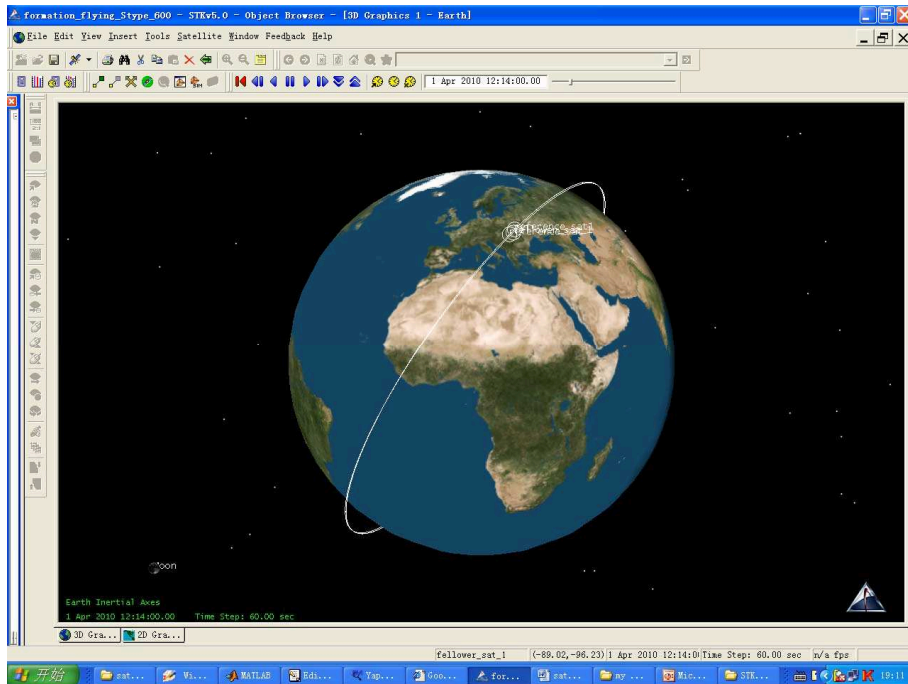 formation_flying_Stype_600 - STKv5.0 - Object Browser - [3D Graphics 1 - Earth]
File Edit View Insert Tools Satellite Window Feedback Help
1 Apr 2010 12:14:00.00
Moon
Earth Inertial Axes
1 Apr 2010 12:14:00.00 Time Step: 60.00 sec
3D Gra... 2D Gra...
fellower_sat_1 (-89.02,-96.23) 1 Apr 2010 12:14:0 Time Step: 60.00 sec n/a fps
开始 sat... Wi... MATLAB Edi... Yap... Goo... for... sat... my ... Mic... STK... 19:11